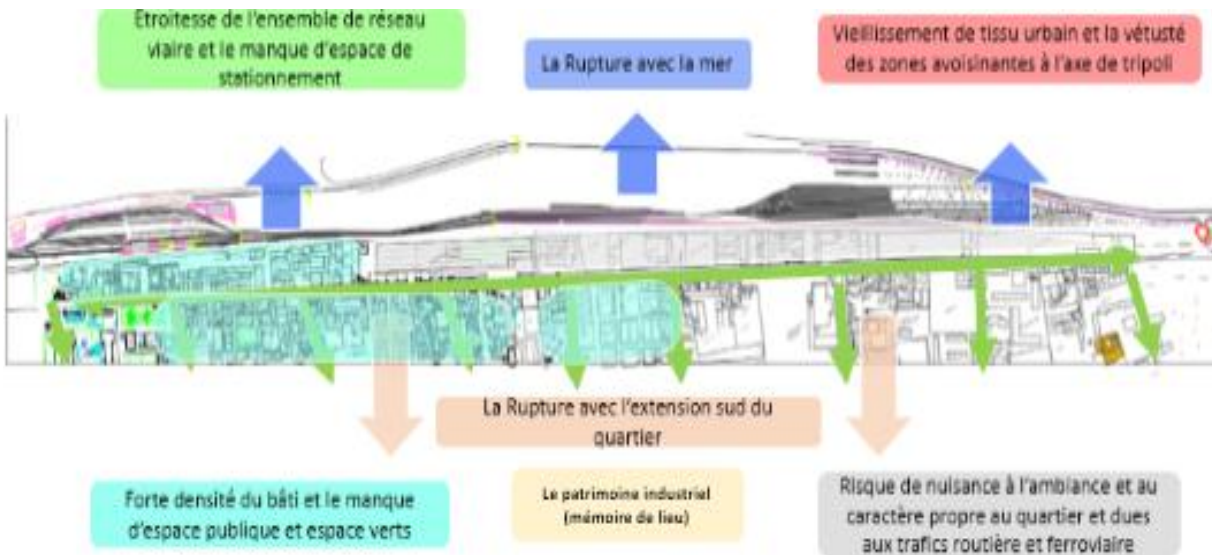 Etroitesse de l'ensemble de réseau
viaire et le manque d'espace de
stationnement
La Rupture avec la mer
Vieillissement de tissu urbain et la vétusté
des zones avoisinantes à l'axe de tripoli
La Rupture avec l'extension sud du
quartier
Forte densité du bâti et le manque
d'espace publique et espace verts
Le patrimoine industriel
(mémoire de lieu)
Risque de nuisance à l'ambiance et au
caractère propre au quartier et dues
aux trafics routière et ferroviaire